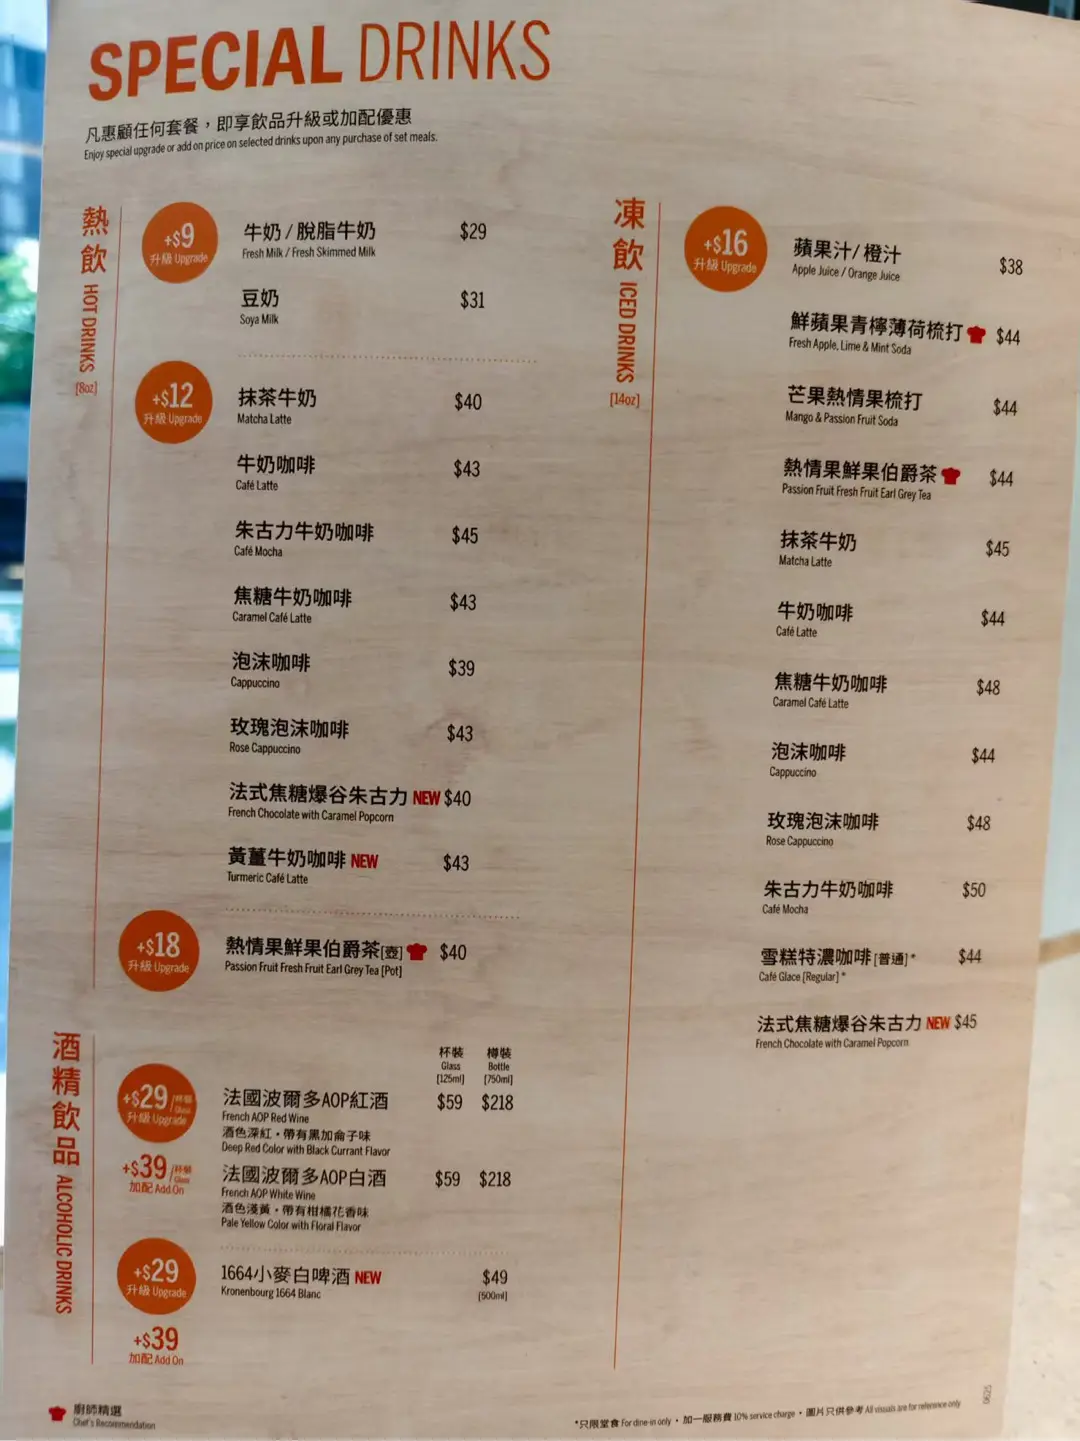 SPECIAL DRINKS
凡惠顧任何套餐，即享飲品升級或加配優惠
Enjoy special upgrade or add on price on selected drinks upon any purchase of set meals.
熱飲 HOT DRINKS [8oz]
+$9
升級 Upgrade
牛奶 / 脫脂牛奶 $29
Fresh Milk / Fresh Skimmed Milk
豆奶 $31
Soya Milk
+$12
升級 Upgrade
抹茶牛奶 $40
Matcha Latte
牛奶咖啡 $43
Café Latte
朱古力牛奶咖啡 $45
Café Mocha
焦糖牛奶咖啡 $43
Caramel Café Latte
泡沫咖啡 $39
Cappuccino
玫瑰泡沫咖啡 $43
Rose Cappuccino
法式焦糖爆谷朱古力 NEW $40
French Chocolate with Caramel Popcorn
黃薑牛奶咖啡 NEW $43
Turmeric Café Latte
+$18
升級 Upgrade
熱情果鮮果伯爵茶[壺] $40
Passion Fruit Fresh Fruit Earl Grey Tea [Pot]
酒精飲品 ALCOHOLIC DRINKS
杯裝 樽裝
Glass Bottle
[125ml] [750ml]
+$29 /杯裝 Glass
升級 Upgrade
+$39 /杯裝 Glass
加配 Add On
法國波爾多AOP紅酒 $59 $218
French AOP Red Wine
酒色深紅・帶有黑加侖子味
Deep Red Color with Black Currant Flavor
法國波爾多AOP白酒 $59 $218
French AOP White Wine
酒色淺黃・帶有柑橘花香味
Pale Yellow Color with Floral Flavor
+$29
升級 Upgrade
+$39
加配 Add On
1664小麥白啤酒 NEW $49
Kronenbourg 1664 Blanc [500ml]
凍飲 ICED DRINKS [14oz]
+$16
升級 Upgrade
蘋果汁/ 橙汁 $38
Apple Juice / Orange Juice
鮮蘋果青檸薄荷梳打 $44
Fresh Apple, Lime & Mint Soda
芒果熱情果梳打 $44
Mango & Passion Fruit Soda
熱情果鮮果伯爵茶 $44
Passion Fruit Fresh Fruit Earl Grey Tea
抹茶牛奶 $45
Matcha Latte
牛奶咖啡 $44
Café Latte
焦糖牛奶咖啡 $48
Caramel Café Latte
泡沫咖啡 $44
Cappuccino
玫瑰泡沫咖啡 $48
Rose Cappuccino
朱古力牛奶咖啡 $50
Café Mocha
雪糕特濃咖啡 [普通]* $44
Café Glace [Regular] *
法式焦糖爆谷朱古力 NEW $45
French Chocolate with Caramel Popcorn
廚師精選
Chef's Recommendation
*只限堂食 For dine-in only・加一服務費 10% service charge・圖片只供參考 All visuals are for reference only
0625